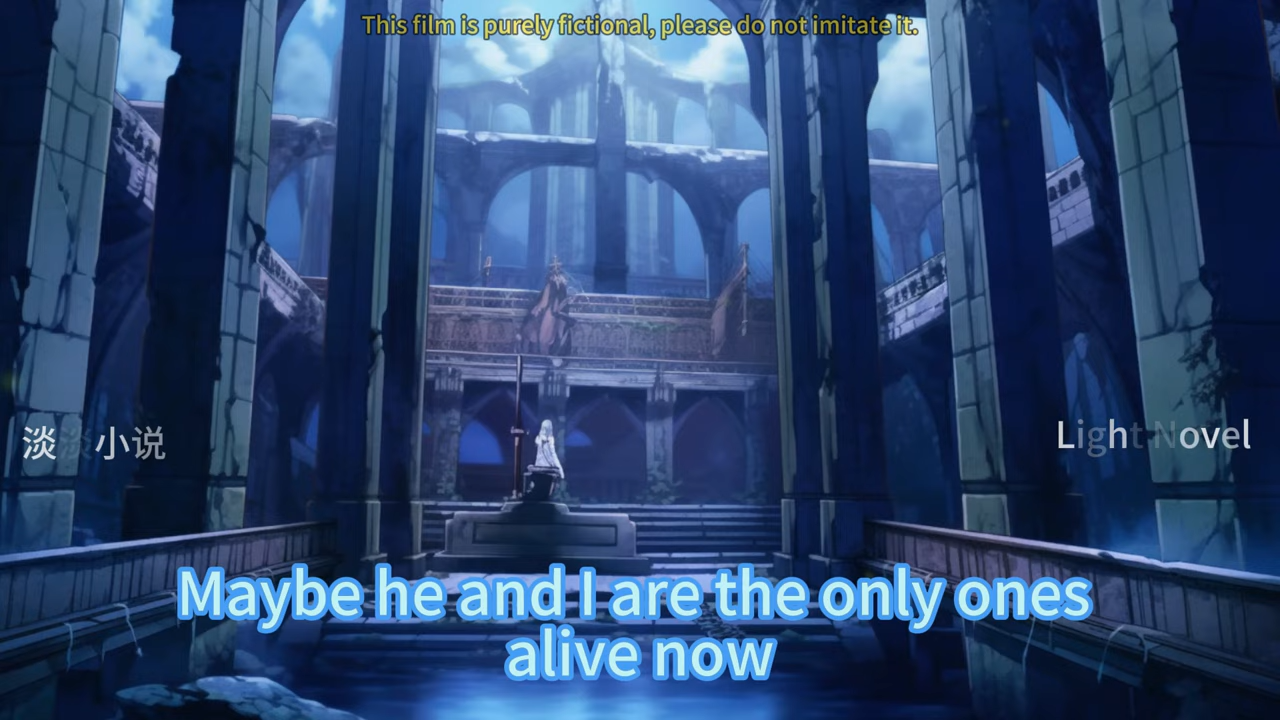 This film is purely fictional, please do not imitate it.
淡淡小说
Light Novel
Maybe he and I are the only ones
alive now